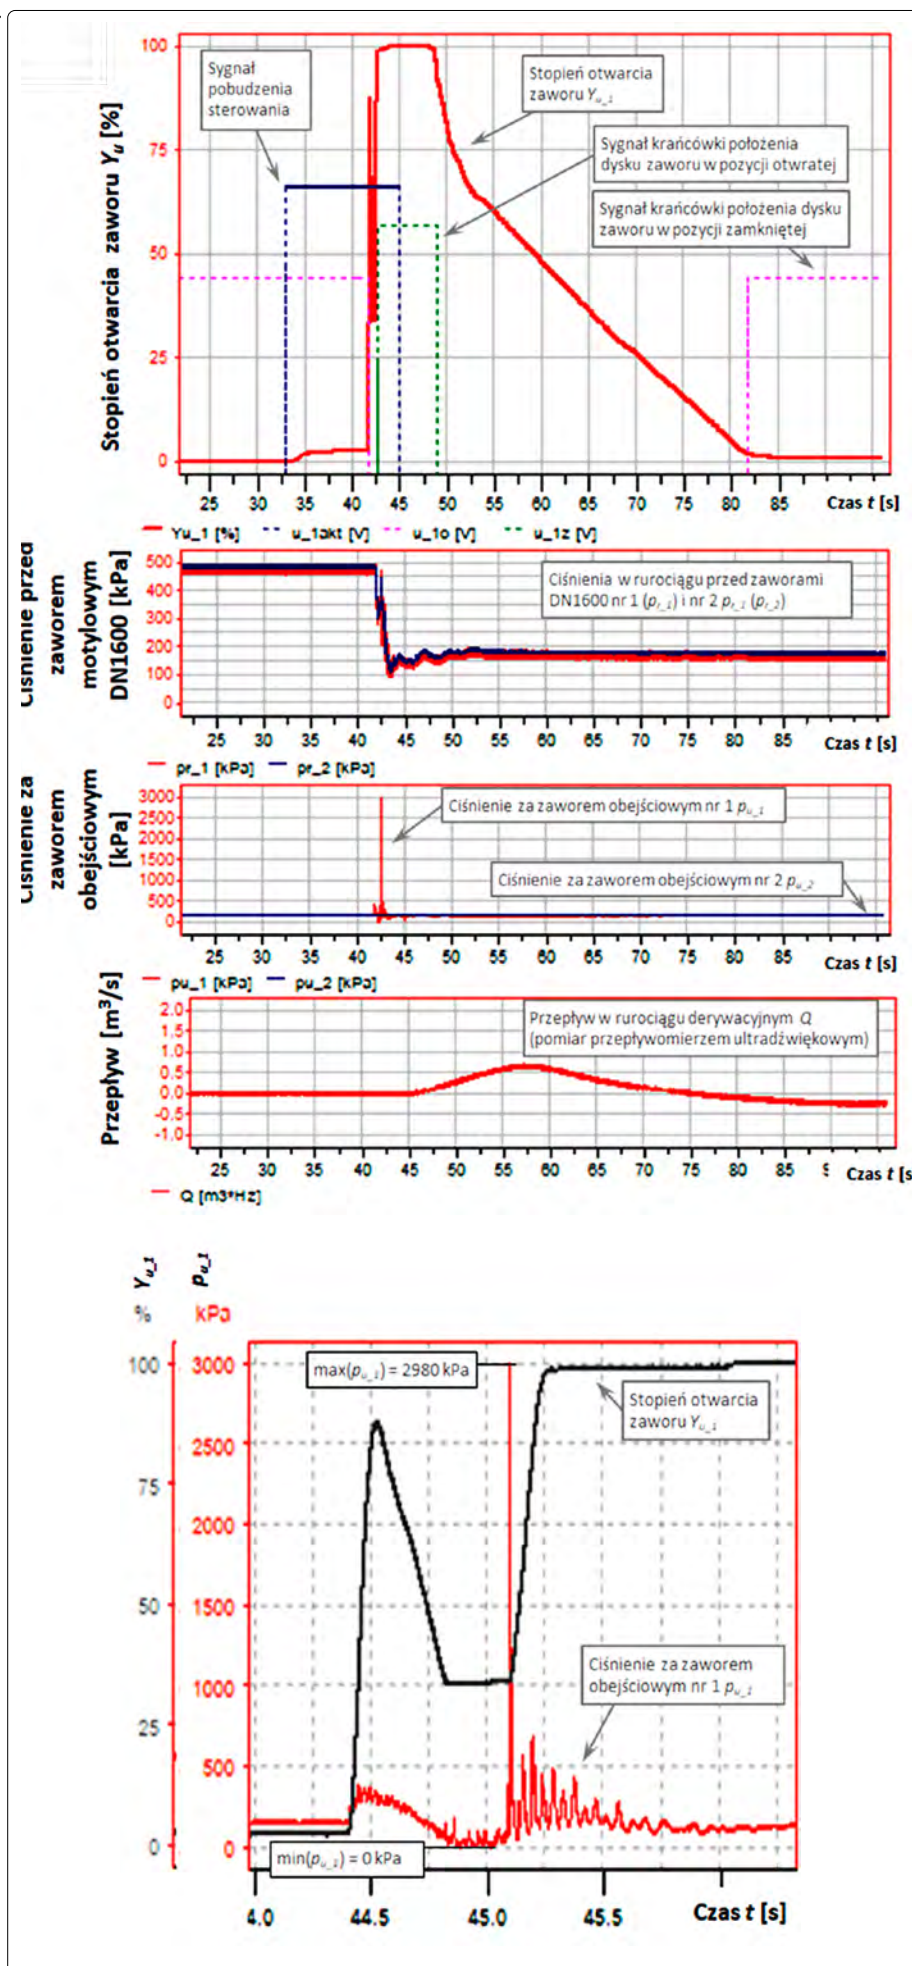 Stopień otwarcia zaworu Yu [%]
100
75
50
25
0
Sygnał
pobudzenia
sterowania
Stopień otwarcia
zaworu Yu_1
Sygnał krańcówki położenia
dysku zaworu w pozycji otwratej
Sygnał krańcówki położenia dysku
zaworu w pozycji zamkniętej
25 30 35 40 45 50 55 60 65 70 75 80 85 Czas t [s]
Yu_1 [%] u_1akt [V] u_1o [V] u_1z [V]
Ciśnienie przed
zaworem
motylowym
DN1600 [kPa]
500
400
300
200
100
0
Ciśnienia w rurociągu przed zaworami
DN1600 nr 1 (pr_1) i nr 2 pr_1 (pr_2)
25 30 35 40 45 50 55 60 65 70 75 80 85 Czas t [s]
pr_1 [kPa] pr_2 [kPa]
Ciśnienie za
zaworem
obejściowym
[kPa]
3000
2500
2000
1500
1000
500
0
Ciśnienie za zaworem obejściowym nr 1 pu_1
Ciśnienie za zaworem obejściowym nr 2 pu_2
25 30 35 40 45 50 55 60 65 70 75 80 85 Czas t [s]
pu_1 [kPa] pu_2 [kPa]
Przepływ [m³/s]
2.0
1.5
1.0
0.5
0.0
-0.5
-1.0
Przepływ w rurociągu derywacyjnym Q
(pomiar przepływomierzem ultradźwiękowym)
25 30 35 40 45 50 55 60 65 70 75 80 85 Czas t [s
Q [m3*Hz]
Yu_1 pu_1
% kPa
100 3000
2500
75
2000
50 1500
1000
25
500
0 0
max(pu_1) = 2980 kPa
Stopień otwarcia
zaworu Yu_1
Ciśnienie za zaworem
obejściowym nr 1 pu_1
min(pu_1) = 0 kPa
4.0 44.5 45.0 45.5 Czas t [s]